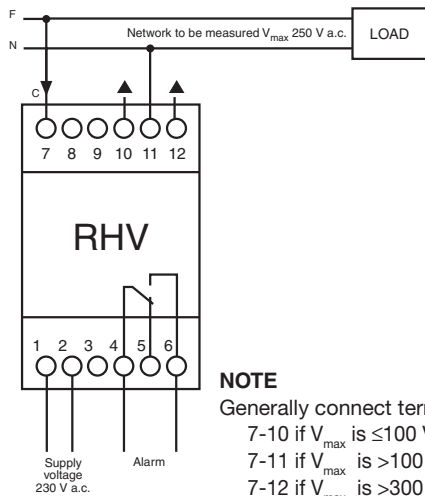 F
Network to be measured Vmax 250 V a.c.
LOAD
N
C
7 8 9 10 11 12
RHV
1 2 3 4 5 6
Supply
voltage
230 V a.c.
Alarm
NOTE
Generally connect term
7-10 if Vmax is ≤100 V
7-11 if Vmax is >100
7-12 if Vmax is >300